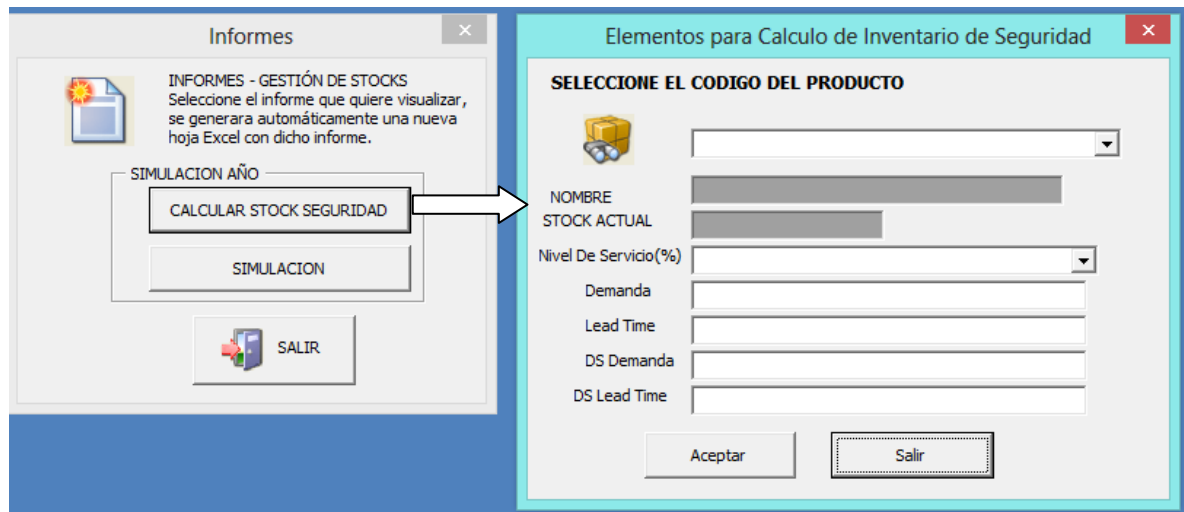 Informes
INFORMES - GESTIÓN DE STOCKS
Seleccione el informe que quiere visualizar,
se generara automáticamente una nueva
hoja Excel con dicho informe.
SIMULACION AÑO
CALCULAR STOCK SEGURIDAD
SIMULACION
SALIR
Elementos para Calculo de Inventario de Seguridad
SELECCIONE EL CODIGO DEL PRODUCTO
NOMBRE
STOCK ACTUAL
Nivel De Servicio(%)
Demanda
Lead Time
DS Demanda
DS Lead Time
Aceptar
Salir